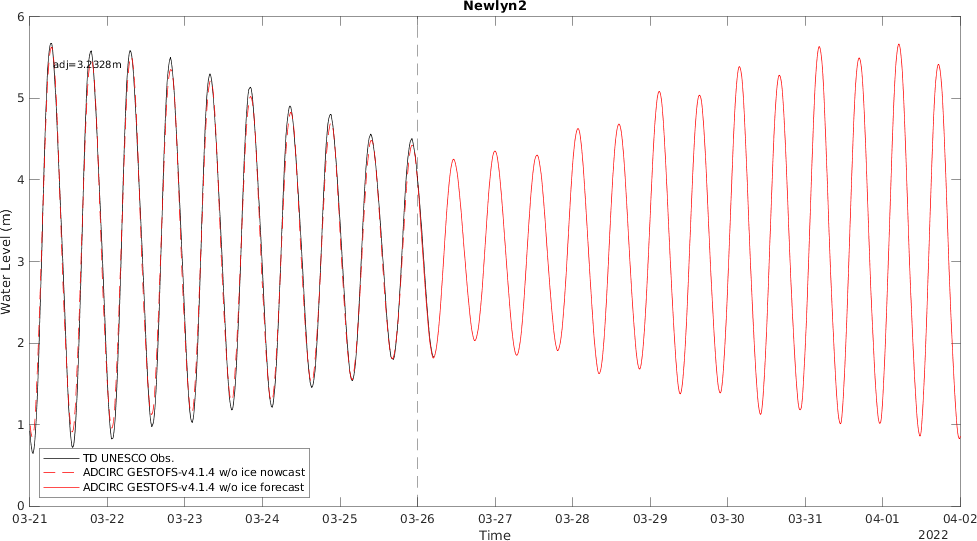 Newlyn2
6
adj=3.2328m
5
4
3
Water Level (m)
2
1
TD UNESCO Obs.
ADCIRC GESTOFS-v4.1.4 w/o ice nowcast
ADCIRC GESTOFS-v4.1.4 w/o ice forecast
0
03-21 03-22 03-23 03-24 03-25 03-26 03-27 03-28 03-29 03-30 03-31 04-01 04-02
Time
2022